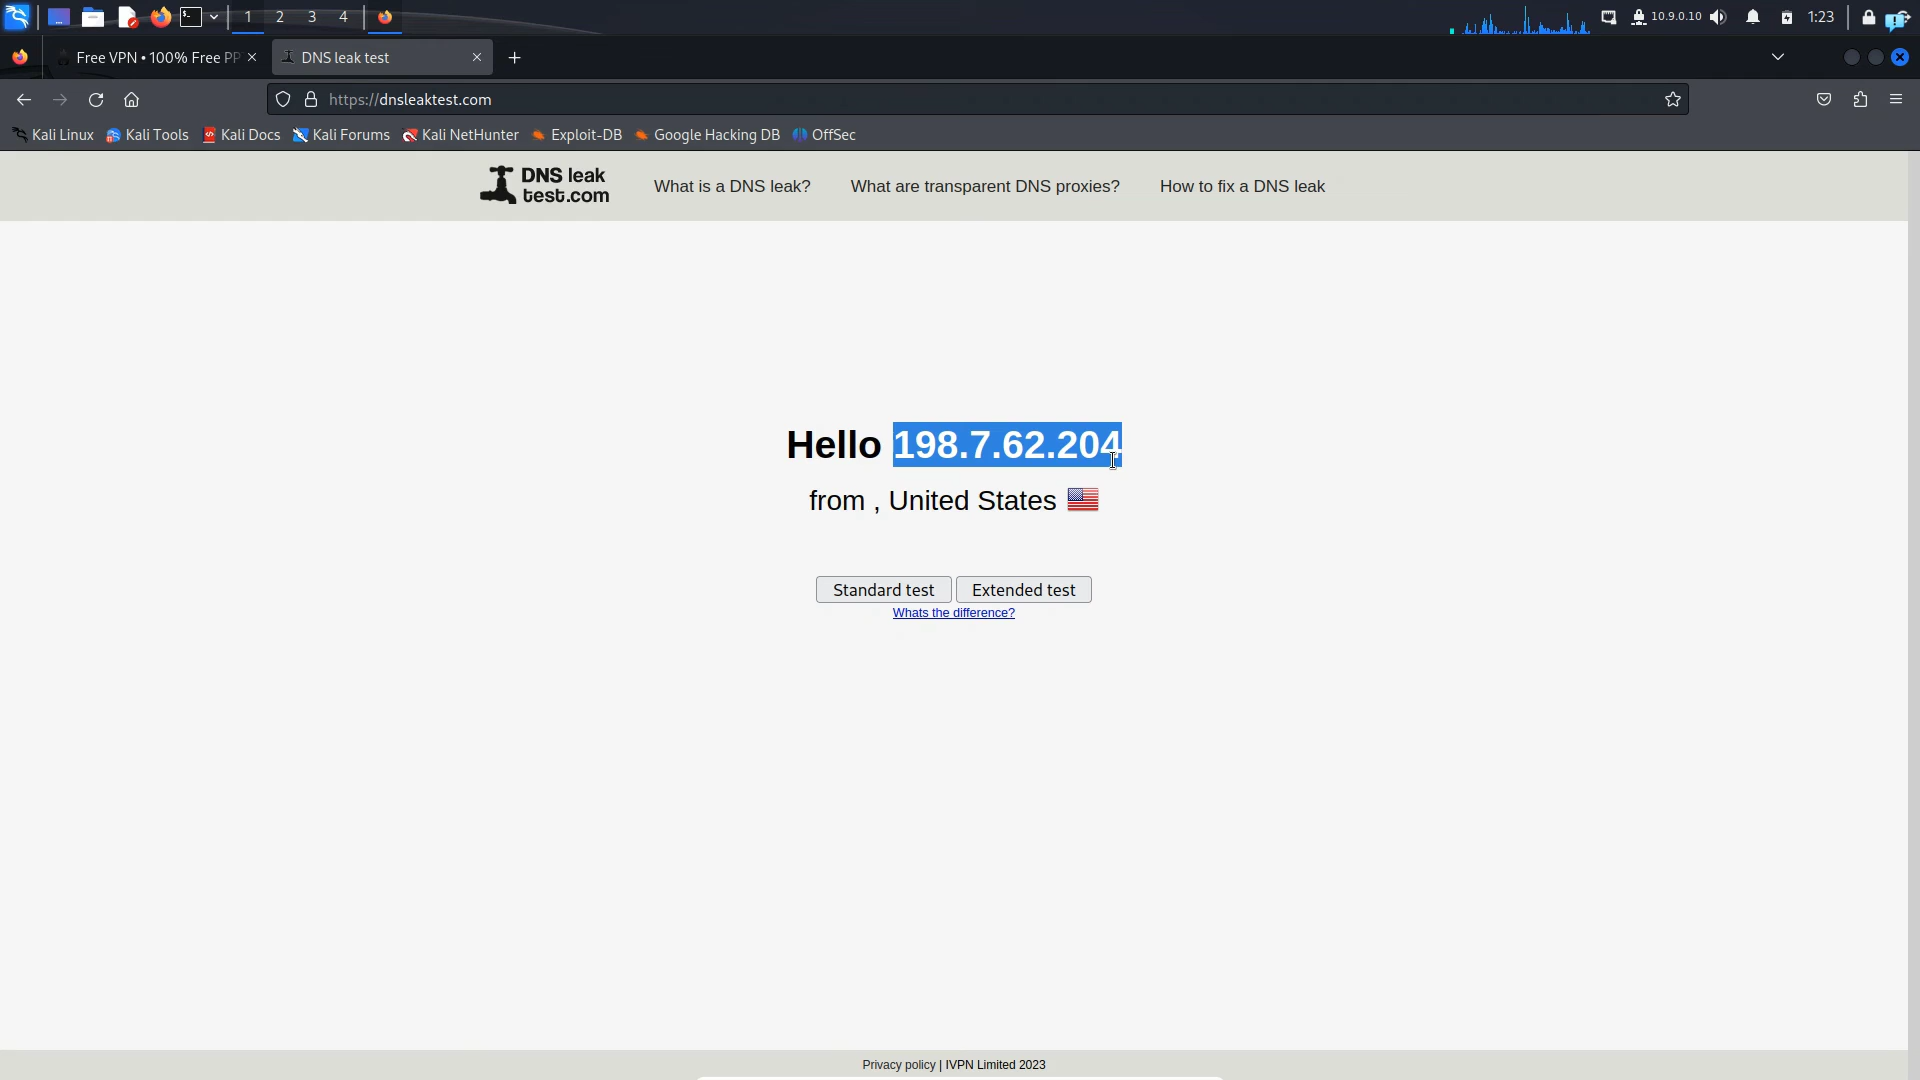 1 2 3 4 10.9.0.10 1:23
Free VPN • 100% Free PP DNS leak test
https://dnsleaktest.com
Kali Linux Kali Tools Kali Docs Kali Forums Kali NetHunter Exploit-DB Google Hacking DB OffSec
DNS leak
test.com
What is a DNS leak? What are transparent DNS proxies? How to fix a DNS leak
Hello 198.7.62.204
from , United States
Standard test Extended test
Whats the difference?
Privacy policy | IVPN Limited 2023